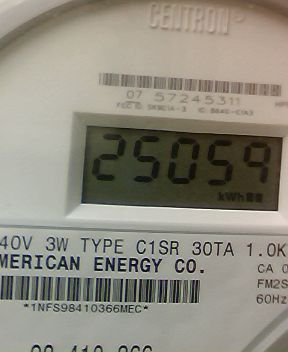 CENTRON
07 57245311
25059
kWh
40V 3W TYPE C1SR 30TA 1.0K
MERICAN ENERGY CO.
CA 0
FM2S
60Hz
*1NFS98410366MEC*